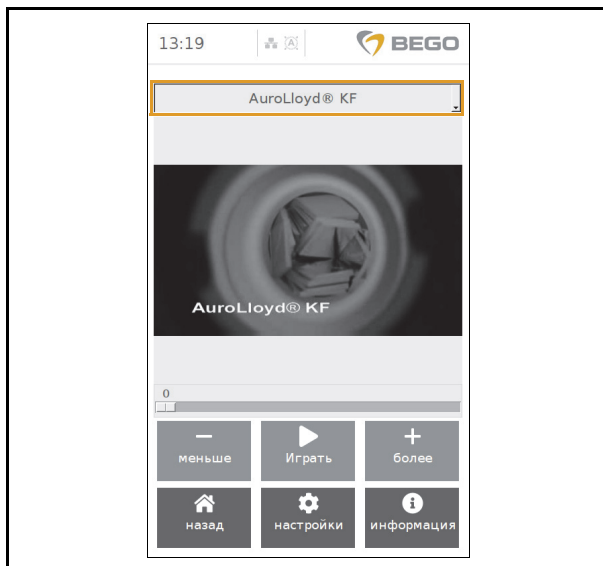 13:19
BEGO
AuroLloyd® KF
AuroLloyd® KF
0
меньше
Играть
более
назад
настройки
информация